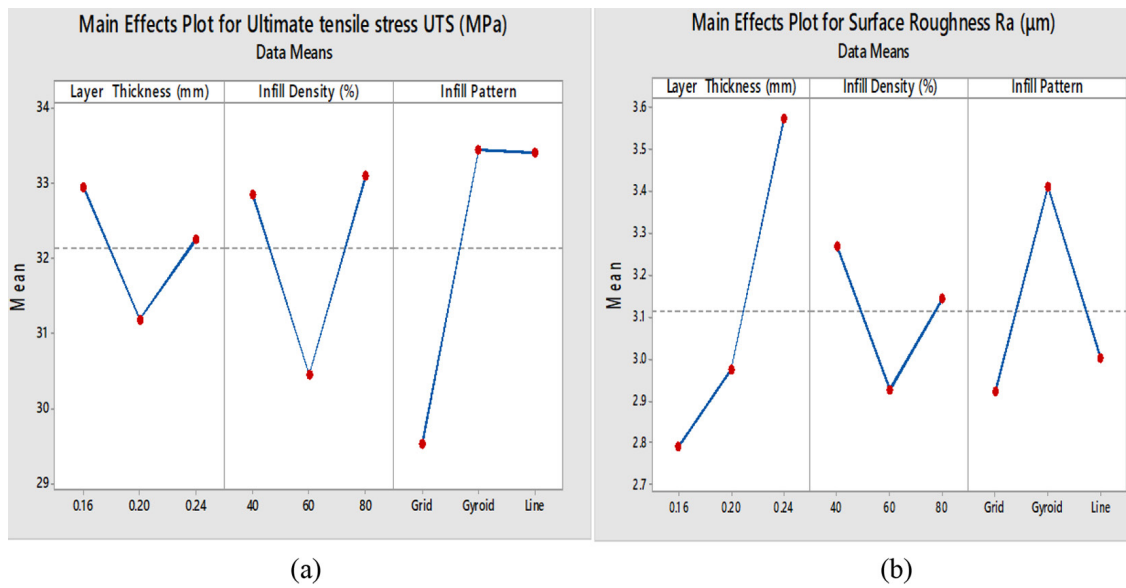 Main Effects Plot for Ultimate tensile stress UTS (MPa)
Data Means
Layer Thickness (mm) Infill Density (%) Infill Pattern
34
33
32
31
30
29
Mean
0.16 0.20 0.24 40 60 80 Grid Gyroid Line
(a)
Main Effects Plot for Surface Roughness Ra (µm)
Data Means
Layer Thickness (mm) Infill Density (%) Infill Pattern
3.6
3.5
3.4
3.3
3.2
3.1
3.0
2.9
2.8
2.7
Mean
0.16 0.20 0.24 40 60 80 Grid Gyroid Line
(b)